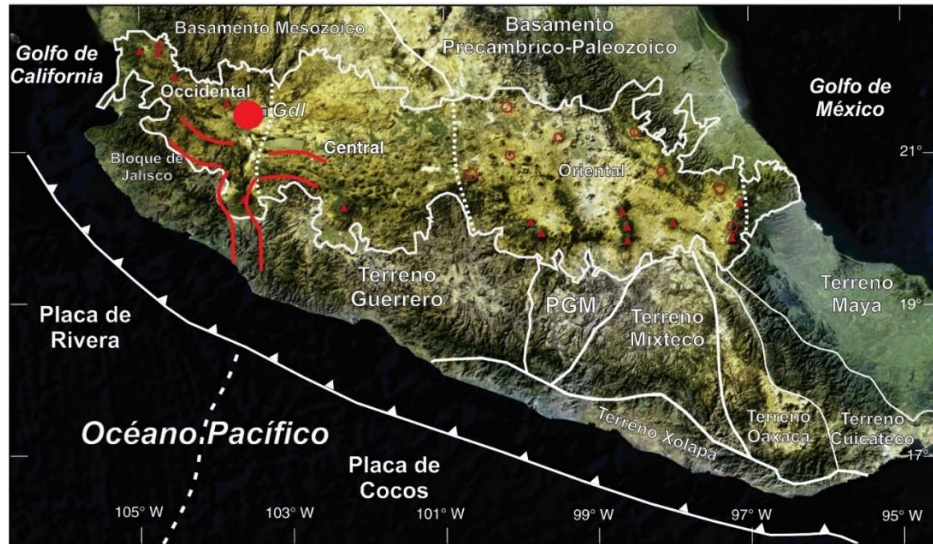 Golfo de
California
Basamento Mesozoico
Basamento
Precámbrico-Paleozoico
Golfo de
México
Occidental
Gdl
Central
Bloque de
Jalisco
Oriental
21°
Terreno
Guerrero
PGM
Terreno
Mixteco
Terreno
Maya
19°
Placa de
Rivera
Océano Pacífico
Placa de
Cocos
Terreno Xolapa
Terreno
Oaxaca
Terreno
Cuicateco
17°
105° W
103° W
101° W
99° W
97° W
95° W